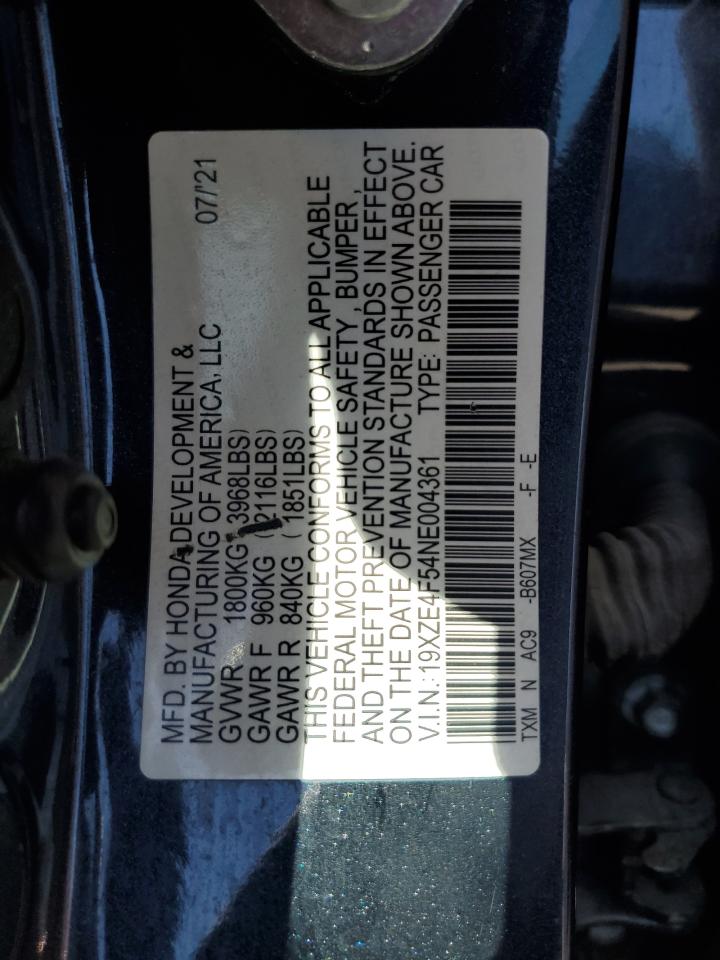 MFD. BY HONDA DEVELOPMENT &
MANUFACTURING OF AMERICA, LLC 07/'21
GVWR 1800KG (3968LBS)
GAWR F 960KG (2116LBS)
GAWR R 840KG (1851LBS)
THIS VEHICLE CONFORMS TO ALL APPLICABLE
FEDERAL MOTOR VEHICLE SAFETY, BUMPER,
AND THEFT PREVENTION STANDARDS IN EFFECT
ON THE DATE OF MANUFACTURE SHOWN ABOVE.
V.I.N.: 19XZE4F54NE004361 TYPE: PASSENGER CAR
TXM N AC9 -B607MX -F -E